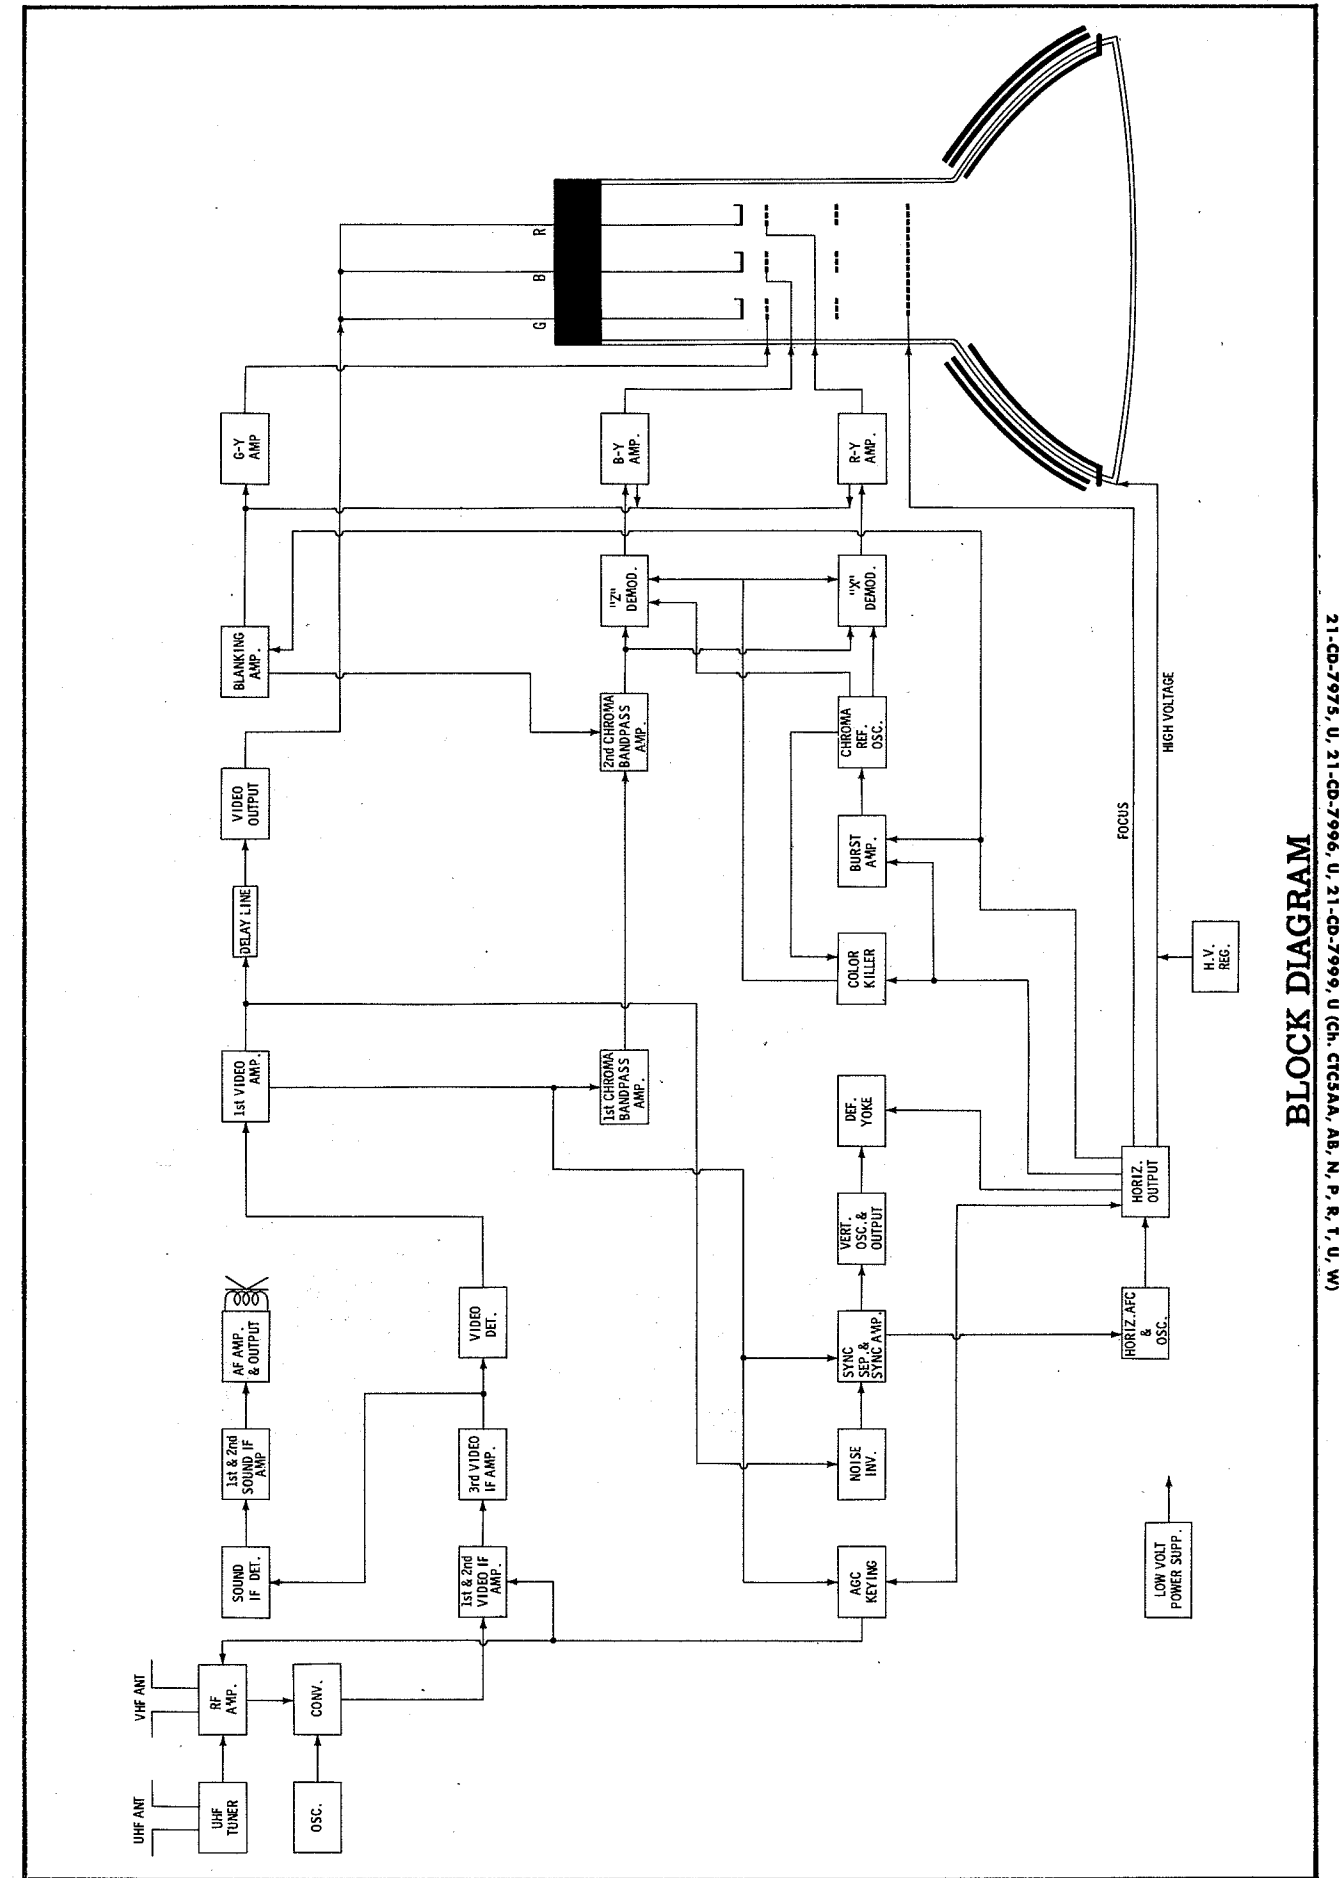 21-CD-7975, U, 21-CD-7996, U, 21-CD-7999, U (Ch. CTC5AA, AB, N, P, R, T, U, W)
BLOCK DIAGRAM
UHF ANT
VHF ANT
UHF
TUNER
RF
AMP.
OSC.
CONV.
SOUND
IF DET.
1st & 2nd
SOUND IF
AMP
AF AMP.
& OUTPUT
1st & 2nd
VIDEO IF
AMP.
3rd VIDEO
IF AMP.
VIDEO
DET.
1st VIDEO
AMP.
DELAY LINE
VIDEO
OUTPUT
BLANKING
AMP.
G-Y
AMP
1st CHROMA
BANDPASS
AMP.
2nd CHROMA
BANDPASS
AMP.
"Z"
DEMOD.
B-Y
AMP.
AGC
KEYING
NOISE
INV.
SYNC
SEP. &
SYNC AMP.
VERT.
OSC. &
OUTPUT
DEF.
YOKE
COLOR
KILLER
BURST
AMP.
CHROMA
REF.
OSC.
"X"
DEMOD.
R-Y
AMP.
G
B
R
LOW VOLT
POWER SUPP.
HORIZ. AFC
&
OSC.
HORIZ.
OUTPUT
FOCUS
HIGH VOLTAGE
H.V.
REG.